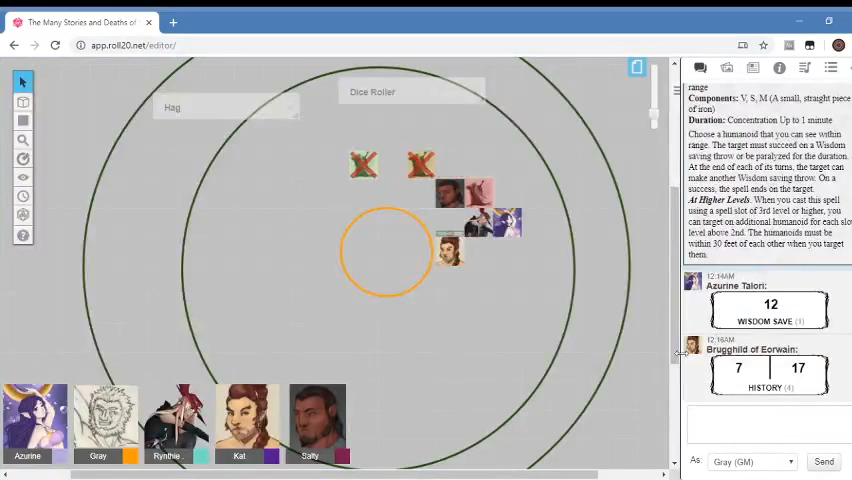 The Many Stories and Deaths of
app.roll20.net/editor/
Hag
Dice Roller
range
Components: V, S, M (A small, straight piece
of iron)
Duration: Concentration Up to 1 minute
Choose a humanoid that you can see within
range. The target must succeed on a Wisdom
saving throw or be paralyzed for the duration.
At the end of each of its turns, the target can
make another Wisdom saving throw. On a
success, the spell ends on the target.
At Higher Levels. When you cast this spell
using a spell slot of 3rd level or higher, you
can target on additional humanoid for each slot
level above 2nd. The humanoids must be
within 30 feet of each other when you target
them.
12:14AM
Azurine Talori:
12
WISDOM SAVE (1)
12:16AM
Brugghild of Eorwain:
7 17
HISTORY (4)
Azurine
Gray
Rynthie .
Kat
Salty
As:
Gray (GM)
Send